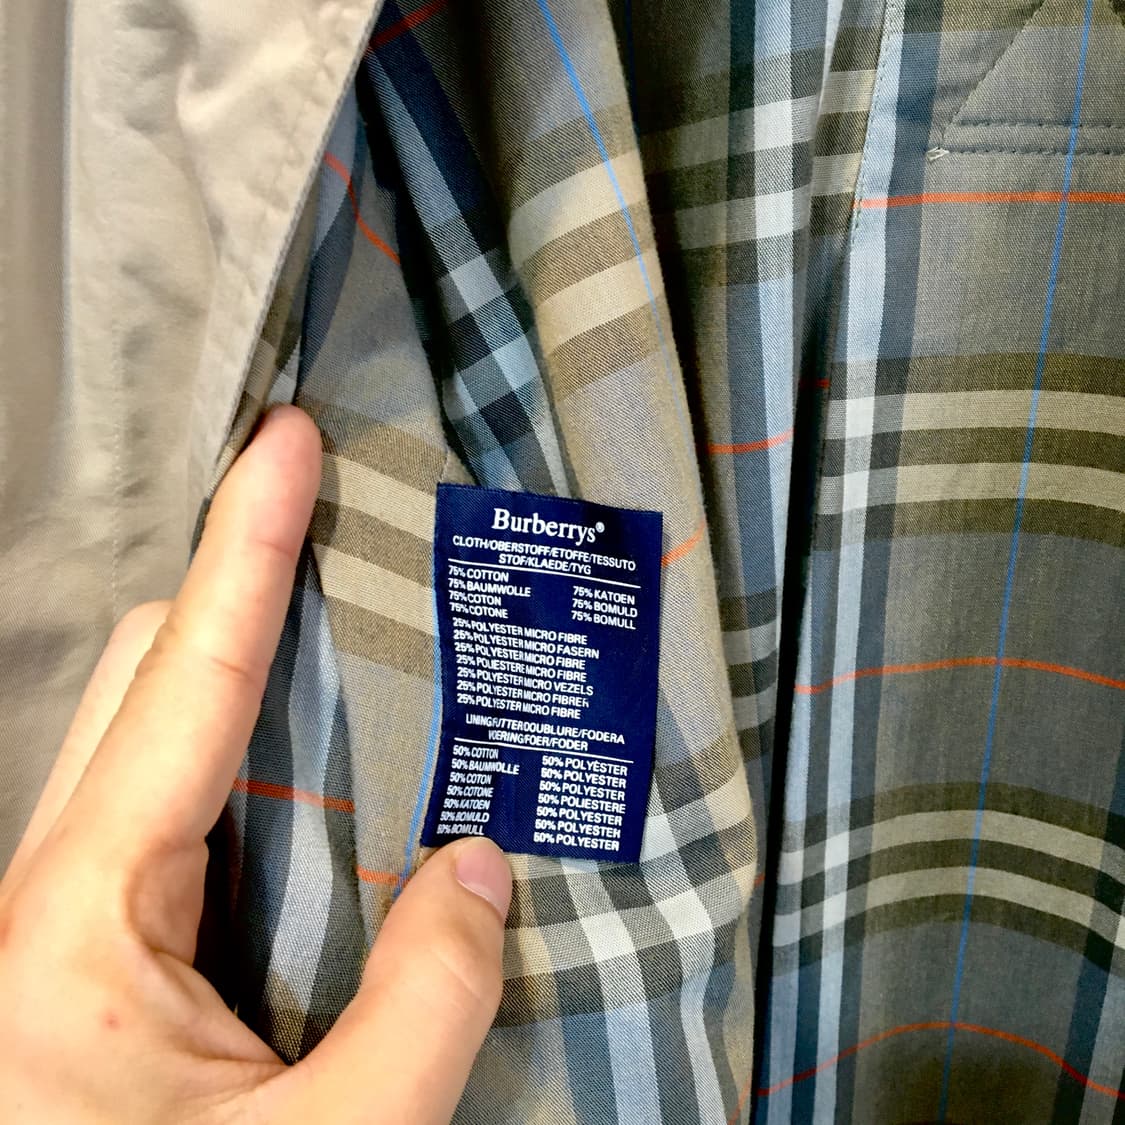 Burberrys®
CLOTH/OBERSTOFF/ETOFFE/TESSUTO
STOF/KLAEDE/TYG
75% COTTON
75% BAUMWOLLE 75% KATOEN
75% COTON 75% BOMULD
75% COTONE 75% BOMULL
25% POLYESTER MICRO FIBRE
25% POLYESTER MICRO FASERN
25% POLYESTER MICRO FIBRE
25% POLIESTERE MICRO FIBRE
25% POLYESTER MICRO VEZELS
25% POLYESTER MICRO FIBRER
25% POLYESTER MICRO FIBRE
LINING/FUTTER/DOUBLURE/FODERA
VOERING/FOER/FODER
50% COTTON 50% POLYESTER
50% BAUMWOLLE 50% POLYESTER
50% COTON 50% POLYESTER
50% COTONE 50% POLIESTERE
50% KATOEN 50% POLYESTER
50% BOMULD 50% POLYESTER
50% BOMULL 50% POLYESTER